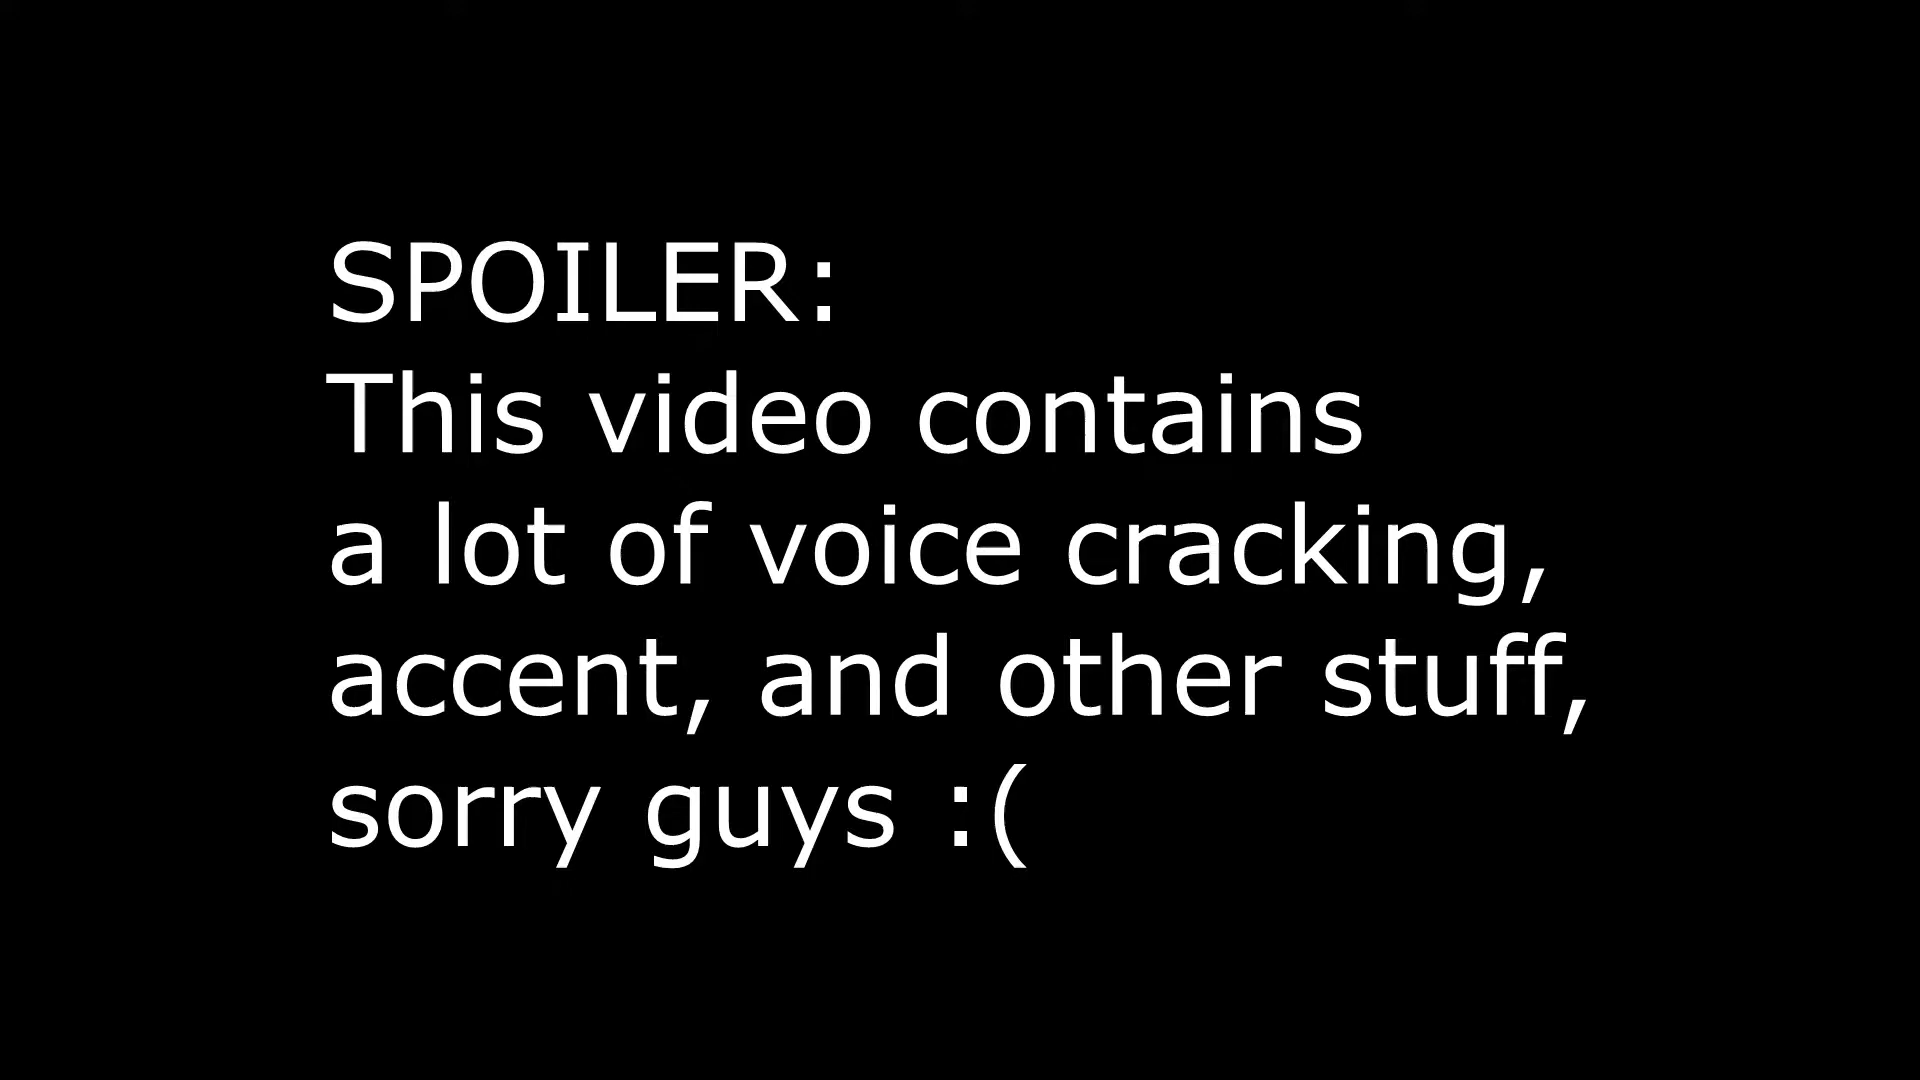 SPOILER:
This video contains
a lot of voice cracking,
accent, and other stuff,
sorry guys :(